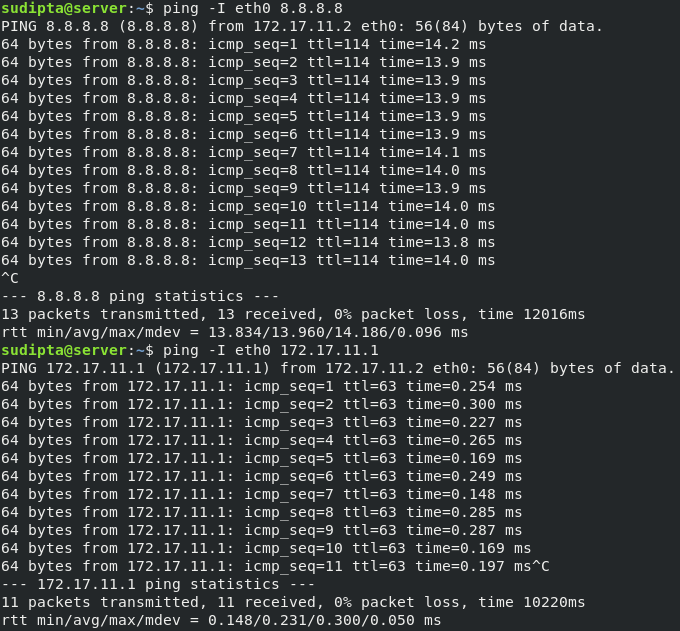 sudipta@server:~$ ping -I eth0 8.8.8.8
PING 8.8.8.8 (8.8.8.8) from 172.17.11.2 eth0: 56(84) bytes of data.
64 bytes from 8.8.8.8: icmp_seq=1 ttl=114 time=14.2 ms
64 bytes from 8.8.8.8: icmp_seq=2 ttl=114 time=13.9 ms
64 bytes from 8.8.8.8: icmp_seq=3 ttl=114 time=13.9 ms
64 bytes from 8.8.8.8: icmp_seq=4 ttl=114 time=13.9 ms
64 bytes from 8.8.8.8: icmp_seq=5 ttl=114 time=13.9 ms
64 bytes from 8.8.8.8: icmp_seq=6 ttl=114 time=13.9 ms
64 bytes from 8.8.8.8: icmp_seq=7 ttl=114 time=14.1 ms
64 bytes from 8.8.8.8: icmp_seq=8 ttl=114 time=14.0 ms
64 bytes from 8.8.8.8: icmp_seq=9 ttl=114 time=13.9 ms
64 bytes from 8.8.8.8: icmp_seq=10 ttl=114 time=14.0 ms
64 bytes from 8.8.8.8: icmp_seq=11 ttl=114 time=14.0 ms
64 bytes from 8.8.8.8: icmp_seq=12 ttl=114 time=13.8 ms
64 bytes from 8.8.8.8: icmp_seq=13 ttl=114 time=14.0 ms
^C
--- 8.8.8.8 ping statistics ---
13 packets transmitted, 13 received, 0% packet loss, time 12016ms
rtt min/avg/max/mdev = 13.834/13.960/14.186/0.096 ms
sudipta@server:~$ ping -I eth0 172.17.11.1
PING 172.17.11.1 (172.17.11.1) from 172.17.11.2 eth0: 56(84) bytes of data.
64 bytes from 172.17.11.1: icmp_seq=1 ttl=63 time=0.254 ms
64 bytes from 172.17.11.1: icmp_seq=2 ttl=63 time=0.300 ms
64 bytes from 172.17.11.1: icmp_seq=3 ttl=63 time=0.227 ms
64 bytes from 172.17.11.1: icmp_seq=4 ttl=63 time=0.265 ms
64 bytes from 172.17.11.1: icmp_seq=5 ttl=63 time=0.169 ms
64 bytes from 172.17.11.1: icmp_seq=6 ttl=63 time=0.249 ms
64 bytes from 172.17.11.1: icmp_seq=7 ttl=63 time=0.148 ms
64 bytes from 172.17.11.1: icmp_seq=8 ttl=63 time=0.285 ms
64 bytes from 172.17.11.1: icmp_seq=9 ttl=63 time=0.287 ms
64 bytes from 172.17.11.1: icmp_seq=10 ttl=63 time=0.169 ms
64 bytes from 172.17.11.1: icmp_seq=11 ttl=63 time=0.197 ms^C
--- 172.17.11.1 ping statistics ---
11 packets transmitted, 11 received, 0% packet loss, time 10220ms
rtt min/avg/max/mdev = 0.148/0.231/0.300/0.050 ms